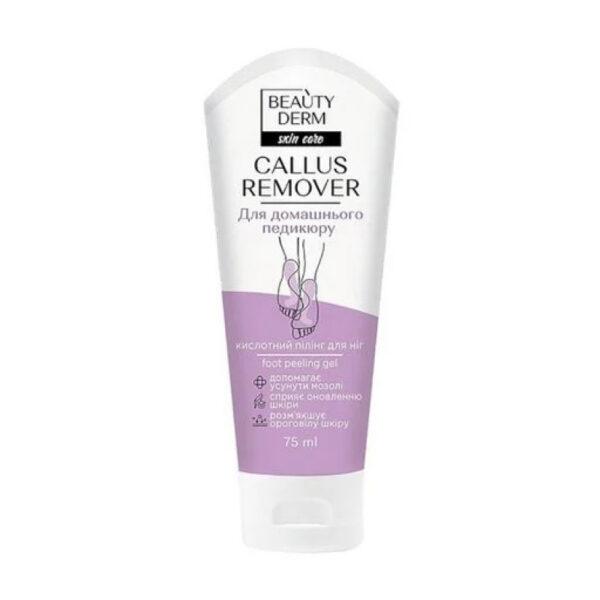 BEAUTY
DERM
skin care
CALLUS
REMOVER
Для домашнього
педикюру
кислотний пілінг для ніг
foot peeling gel
допомагає
усунути мозолі
сприяє оновленню
шкіри
розм'якшує
ороговілу шкіру
75 ml